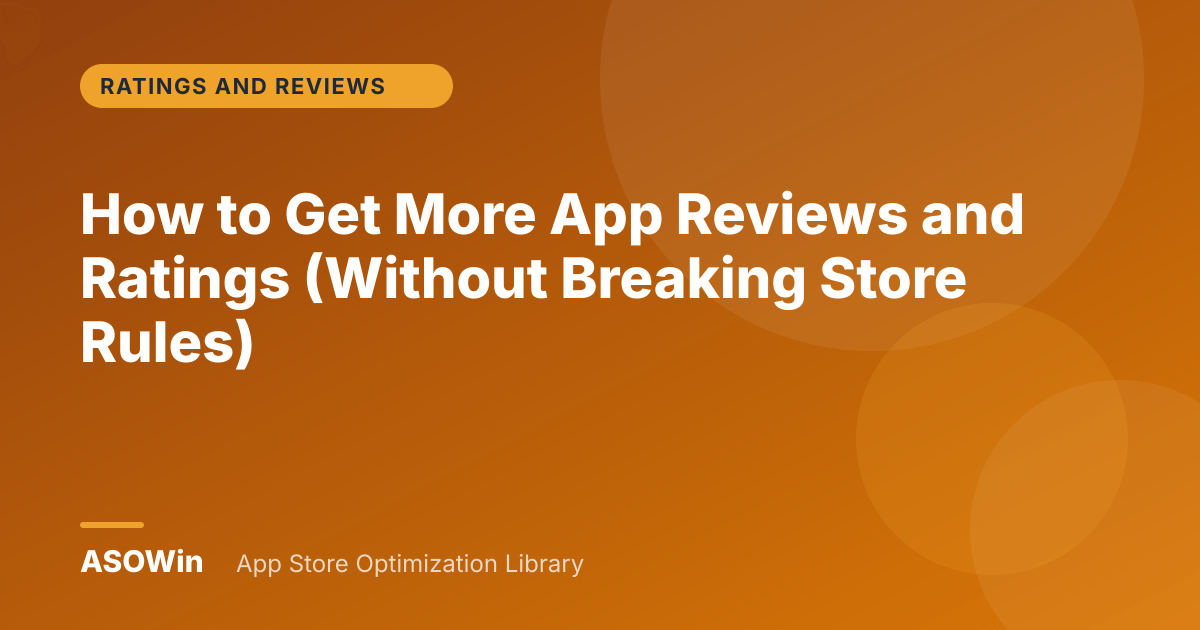 RATINGS AND REVIEWS
How to Get More App Reviews and
Ratings (Without Breaking Store
Rules)
ASOWin App Store Optimization Library